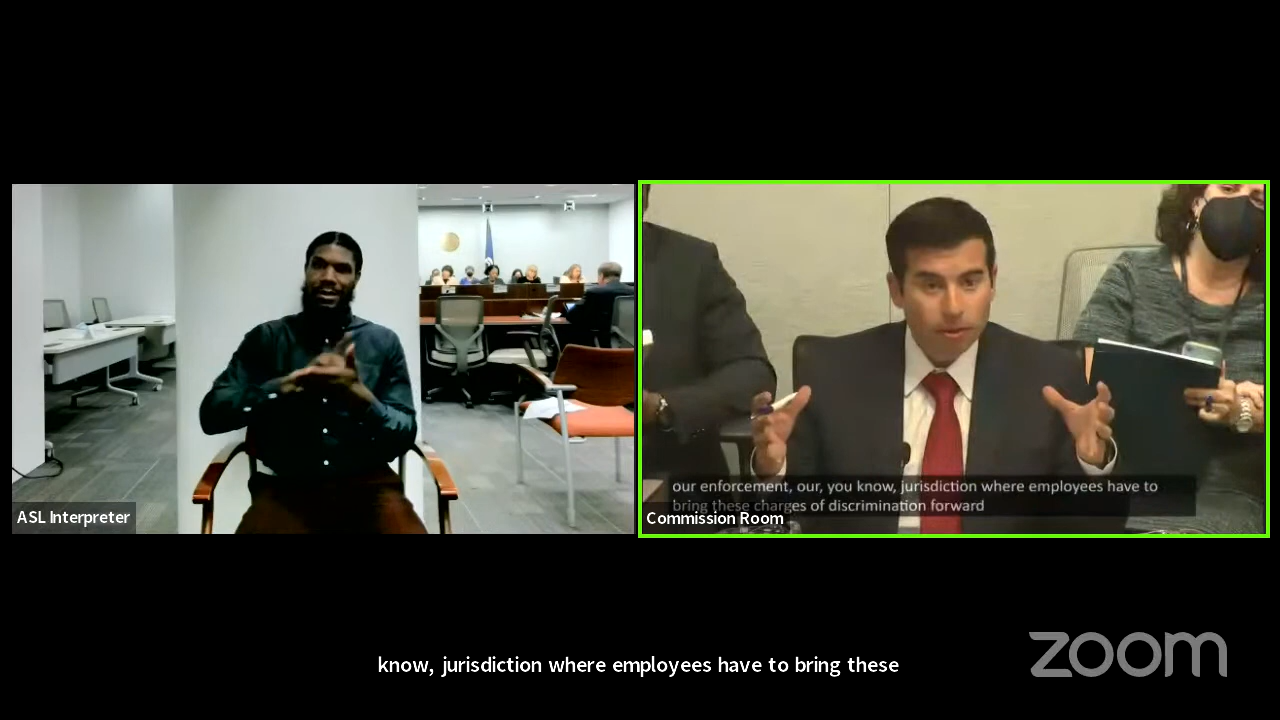 ASL Interpreter
our enforcement, our, you know, jurisdiction where employees have to
bring these charges of discrimination forward
Commission Room
know, jurisdiction where employees have to bring these
zoom